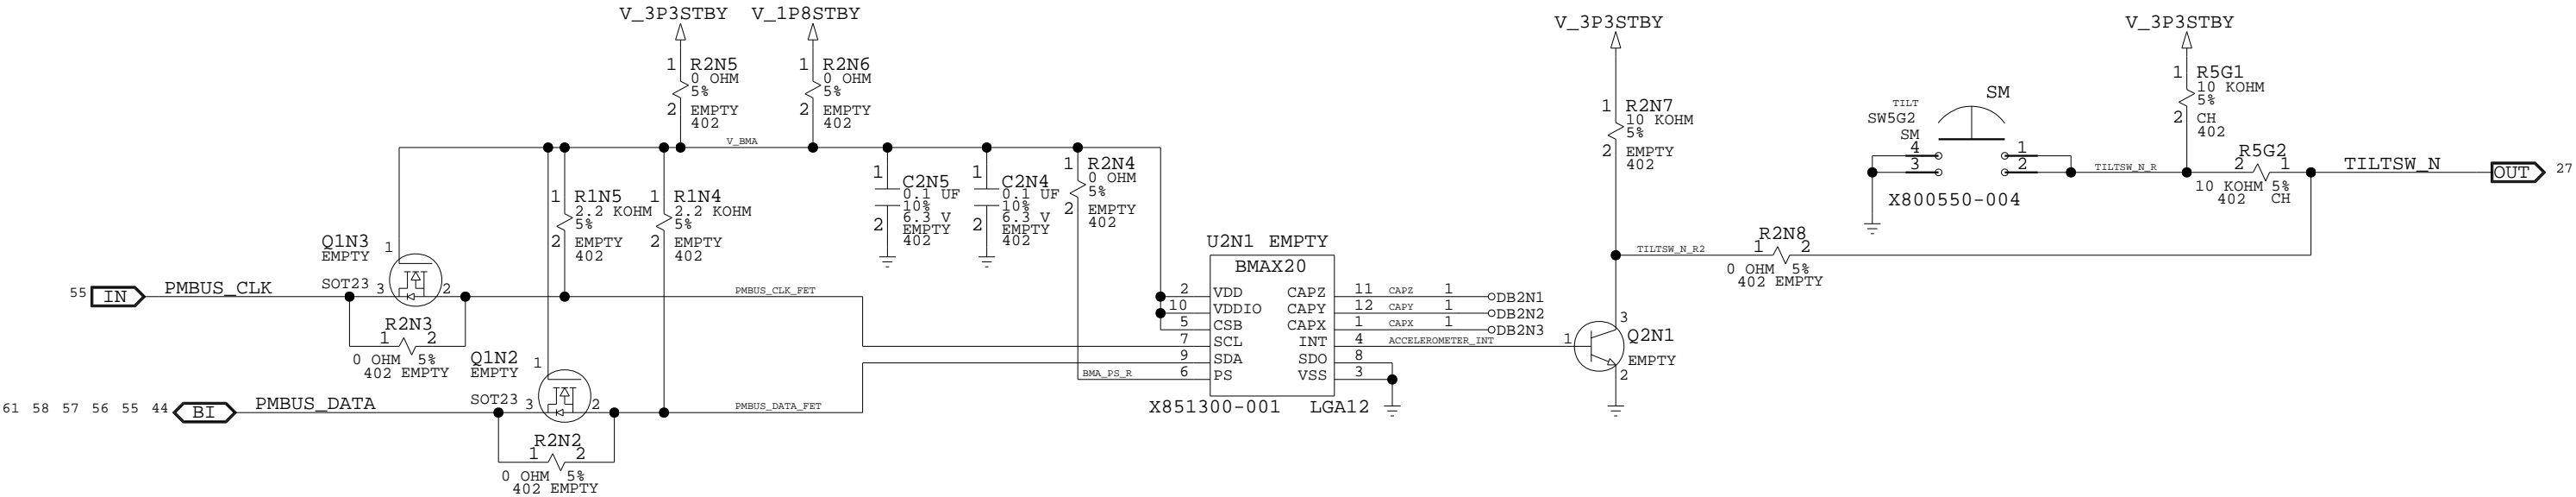 V_3P3STBY V_1P8STBY V_3P3STBY V_3P3STBY
1 R2N5
0 OHM
5%
2 EMPTY
402
1 R2N6
0 OHM
5%
2 EMPTY
402
V_BMA
1 R1N5
2.2 KOHM
5%
2 EMPTY
402
1 R1N4
2.2 KOHM
5%
2 EMPTY
402
1 C2N5
0.1 UF
10%
6.3 V
2 EMPTY
402
1 C2N4
0.1 UF
10%
6.3 V
2 EMPTY
402
1 R2N4
0 OHM
5%
2 EMPTY
402
Q1N3
EMPTY
1
SOT23 3 2
55 IN PMBUS_CLK
R2N3
1 2
0 OHM 5%
402 EMPTY
PMBUS_CLK_FET
Q1N2
EMPTY
1
SOT23 3 2
61 58 57 56 55 44 BI PMBUS_DATA
R2N2
1 2
0 OHM 5%
402 EMPTY
PMBUS_DATA_FET
BMA_PS_R
U2N1 EMPTY
BMAX20
2 VDD CAPZ 11 CAPZ 1 DB2N1
10 VDDIO CAPY 12 CAPY 1 DB2N2
5 CSB CAPX 1 CAPX 1 DB2N3
7 SCL INT 4 ACCELEROMETER_INT
9 SDA SDO 8
6 PS VSS 3
X851300-001 LGA12
1 R2N7
10 KOHM
5%
2 EMPTY
402
3
1 Q2N1
EMPTY
2
TILTSW_N_R2
R2N8
1 2
0 OHM 5%
402 EMPTY
SM
TILT
SW5G2
SM
4 1
3 2
X800550-004
TILTSW_N_R
1 R5G1
10 KOHM
5%
2 CH
402
R5G2
2 1
10 KOHM 5%
402 CH
TILTSW_N OUT 27